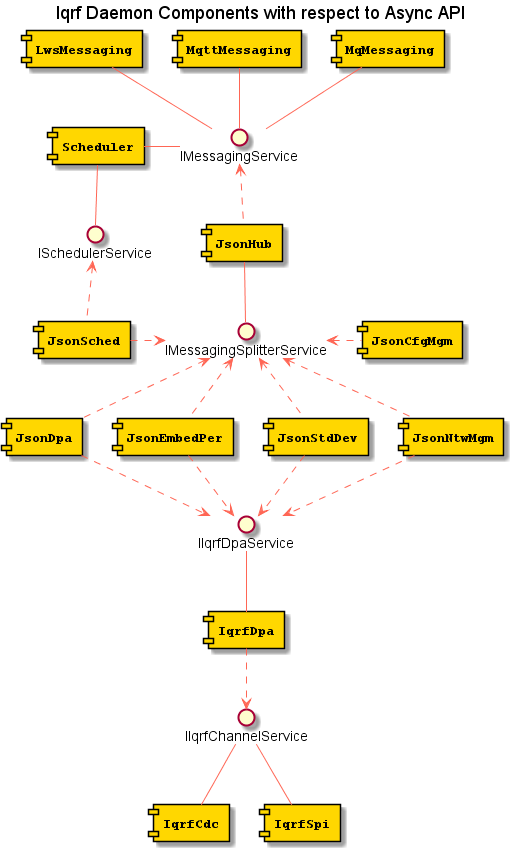 Iqrf Daemon Components with respect to Async API
LwsMessaging
MqttMessaging
MqMessaging
Scheduler
IMessagingService
JsonHub
ISchedulerService
JsonSched
IMessagingSplitterService
JsonCfgMgm
JsonDpa
JsonEmbedPer
JsonStdDev
JsonNtwMgm
IIqrfDpaService
IqrfDpa
IIqrfChannelService
IqrfCdc
IqrfSpi